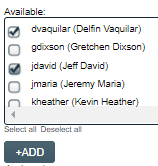 Available:
dvaquilar (Delfin Vaquilar)
gdixson (Gretchen Dixson)
jdavid (Jeff David)
jmaria (Jeremy Maria)
kheather (Kevin Heather)
Select all Deselect all
+ADD